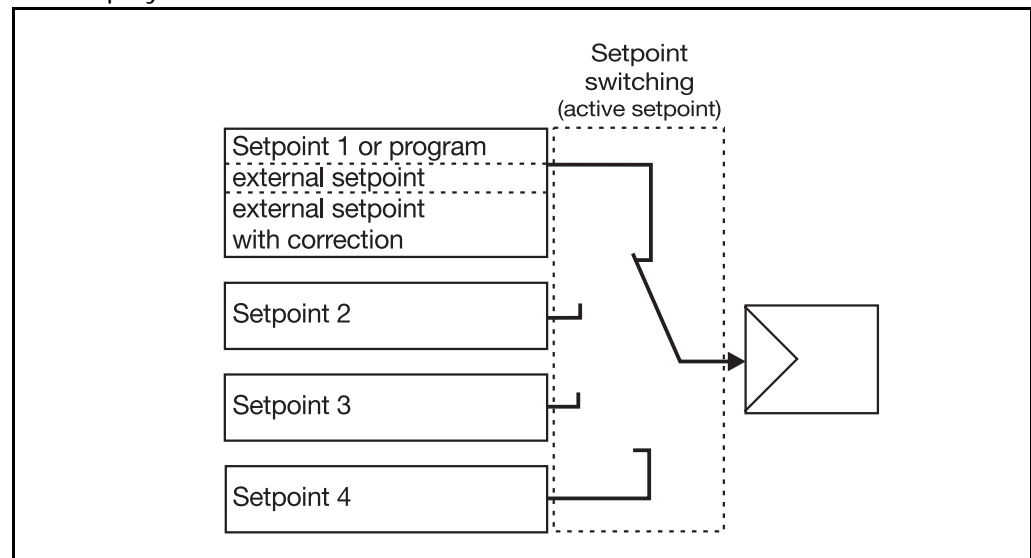 Setpoint
switching
(active setpoint)
Setpoint 1 or program
external setpoint
external setpoint
with correction
Setpoint 2
Setpoint 3
Setpoint 4